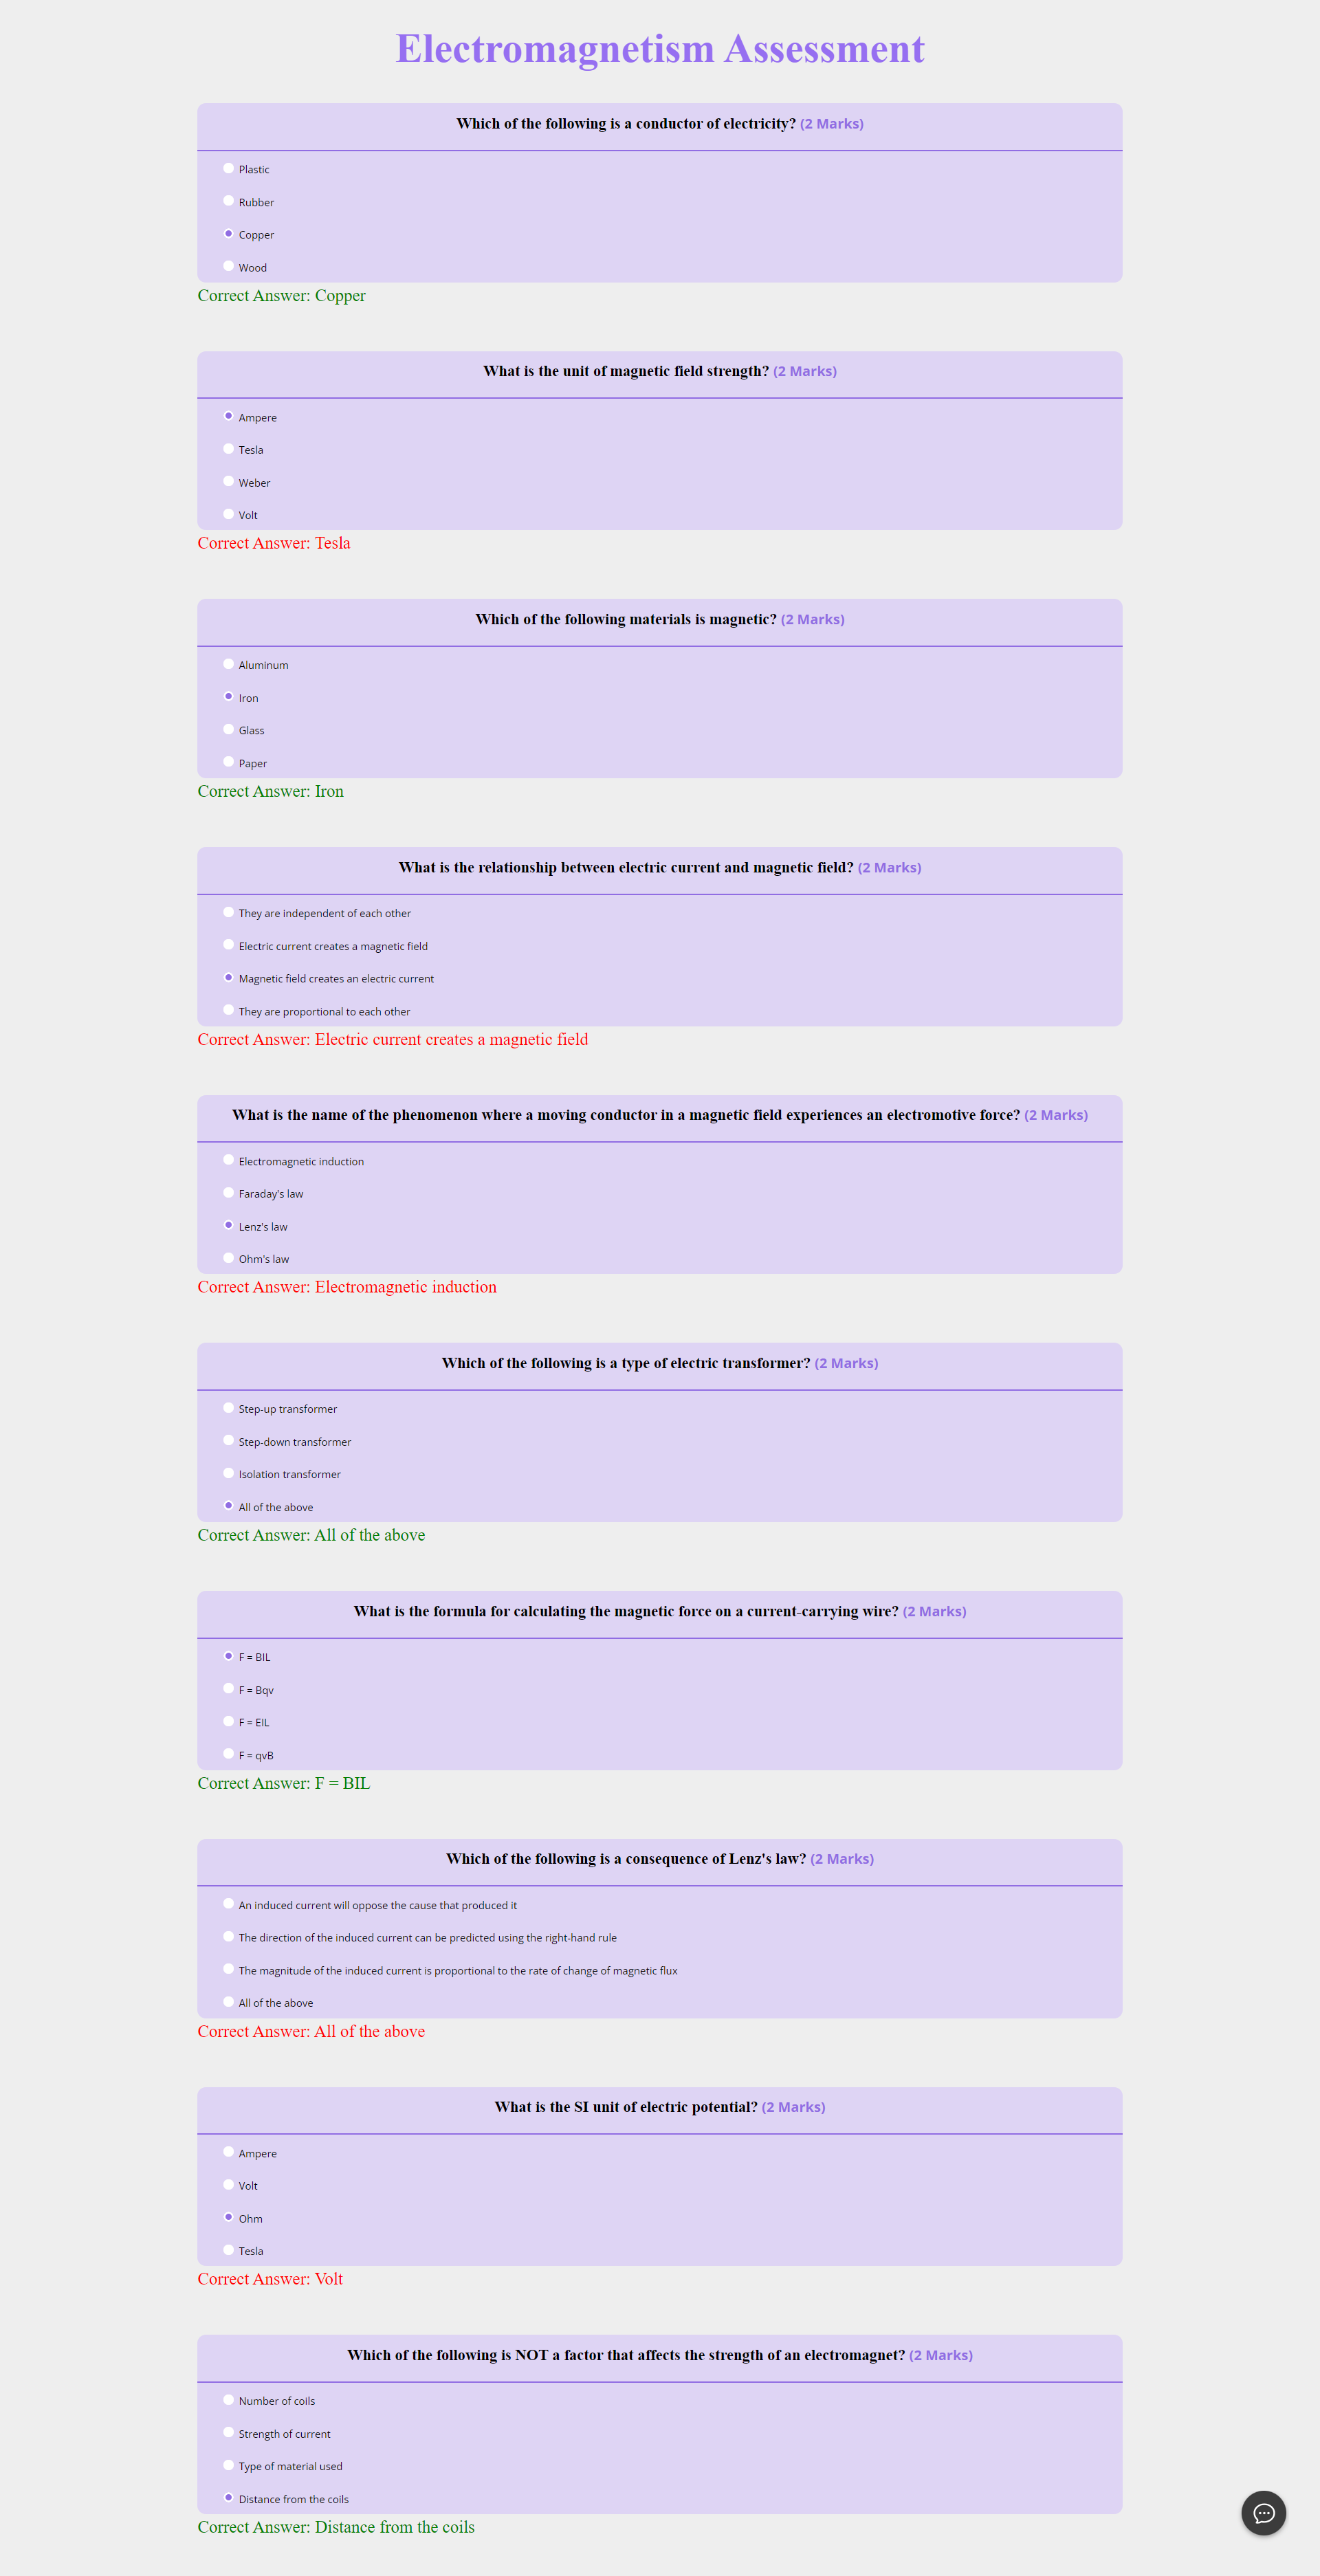 Electromagnetism Assessment
Which of the following is a conductor of electricity? (2 Marks)
Plastic
Rubber
Copper
Wood
Correct Answer: Copper
What is the unit of magnetic field strength? (2 Marks)
Ampere
Tesla
Weber
Volt
Correct Answer: Tesla
Which of the following materials is magnetic? (2 Marks)
Aluminum
Iron
Glass
Paper
Correct Answer: Iron
What is the relationship between electric current and magnetic field? (2 Marks)
They are independent of each other
Electric current creates a magnetic field
Magnetic field creates an electric current
They are proportional to each other
Correct Answer: Electric current creates a magnetic field
What is the name of the phenomenon where a moving conductor in a magnetic field experiences an electromotive force? (2 Marks)
Electromagnetic induction
Faraday's law
Lenz's law
Ohm's law
Correct Answer: Electromagnetic induction
Which of the following is a type of electric transformer? (2 Marks)
Step-up transformer
Step-down transformer
Isolation transformer
All of the above
Correct Answer: All of the above
What is the formula for calculating the magnetic force on a current-carrying wire? (2 Marks)
F = BIL
F = Bqv
F = EIL
F = qvB
Correct Answer: F = BIL
Which of the following is a consequence of Lenz's law? (2 Marks)
An induced current will oppose the cause that produced it
The direction of the induced current can be predicted using the right-hand rule
The magnitude of the induced current is proportional to the rate of change of magnetic flux
All of the above
Correct Answer: All of the above
What is the SI unit of electric potential? (2 Marks)
Ampere
Volt
Ohm
Tesla
Correct Answer: Volt
Which of the following is NOT a factor that affects the strength of an electromagnet? (2 Marks)
Number of coils
Strength of current
Type of material used
Distance from the coils
Correct Answer: Distance from the coils